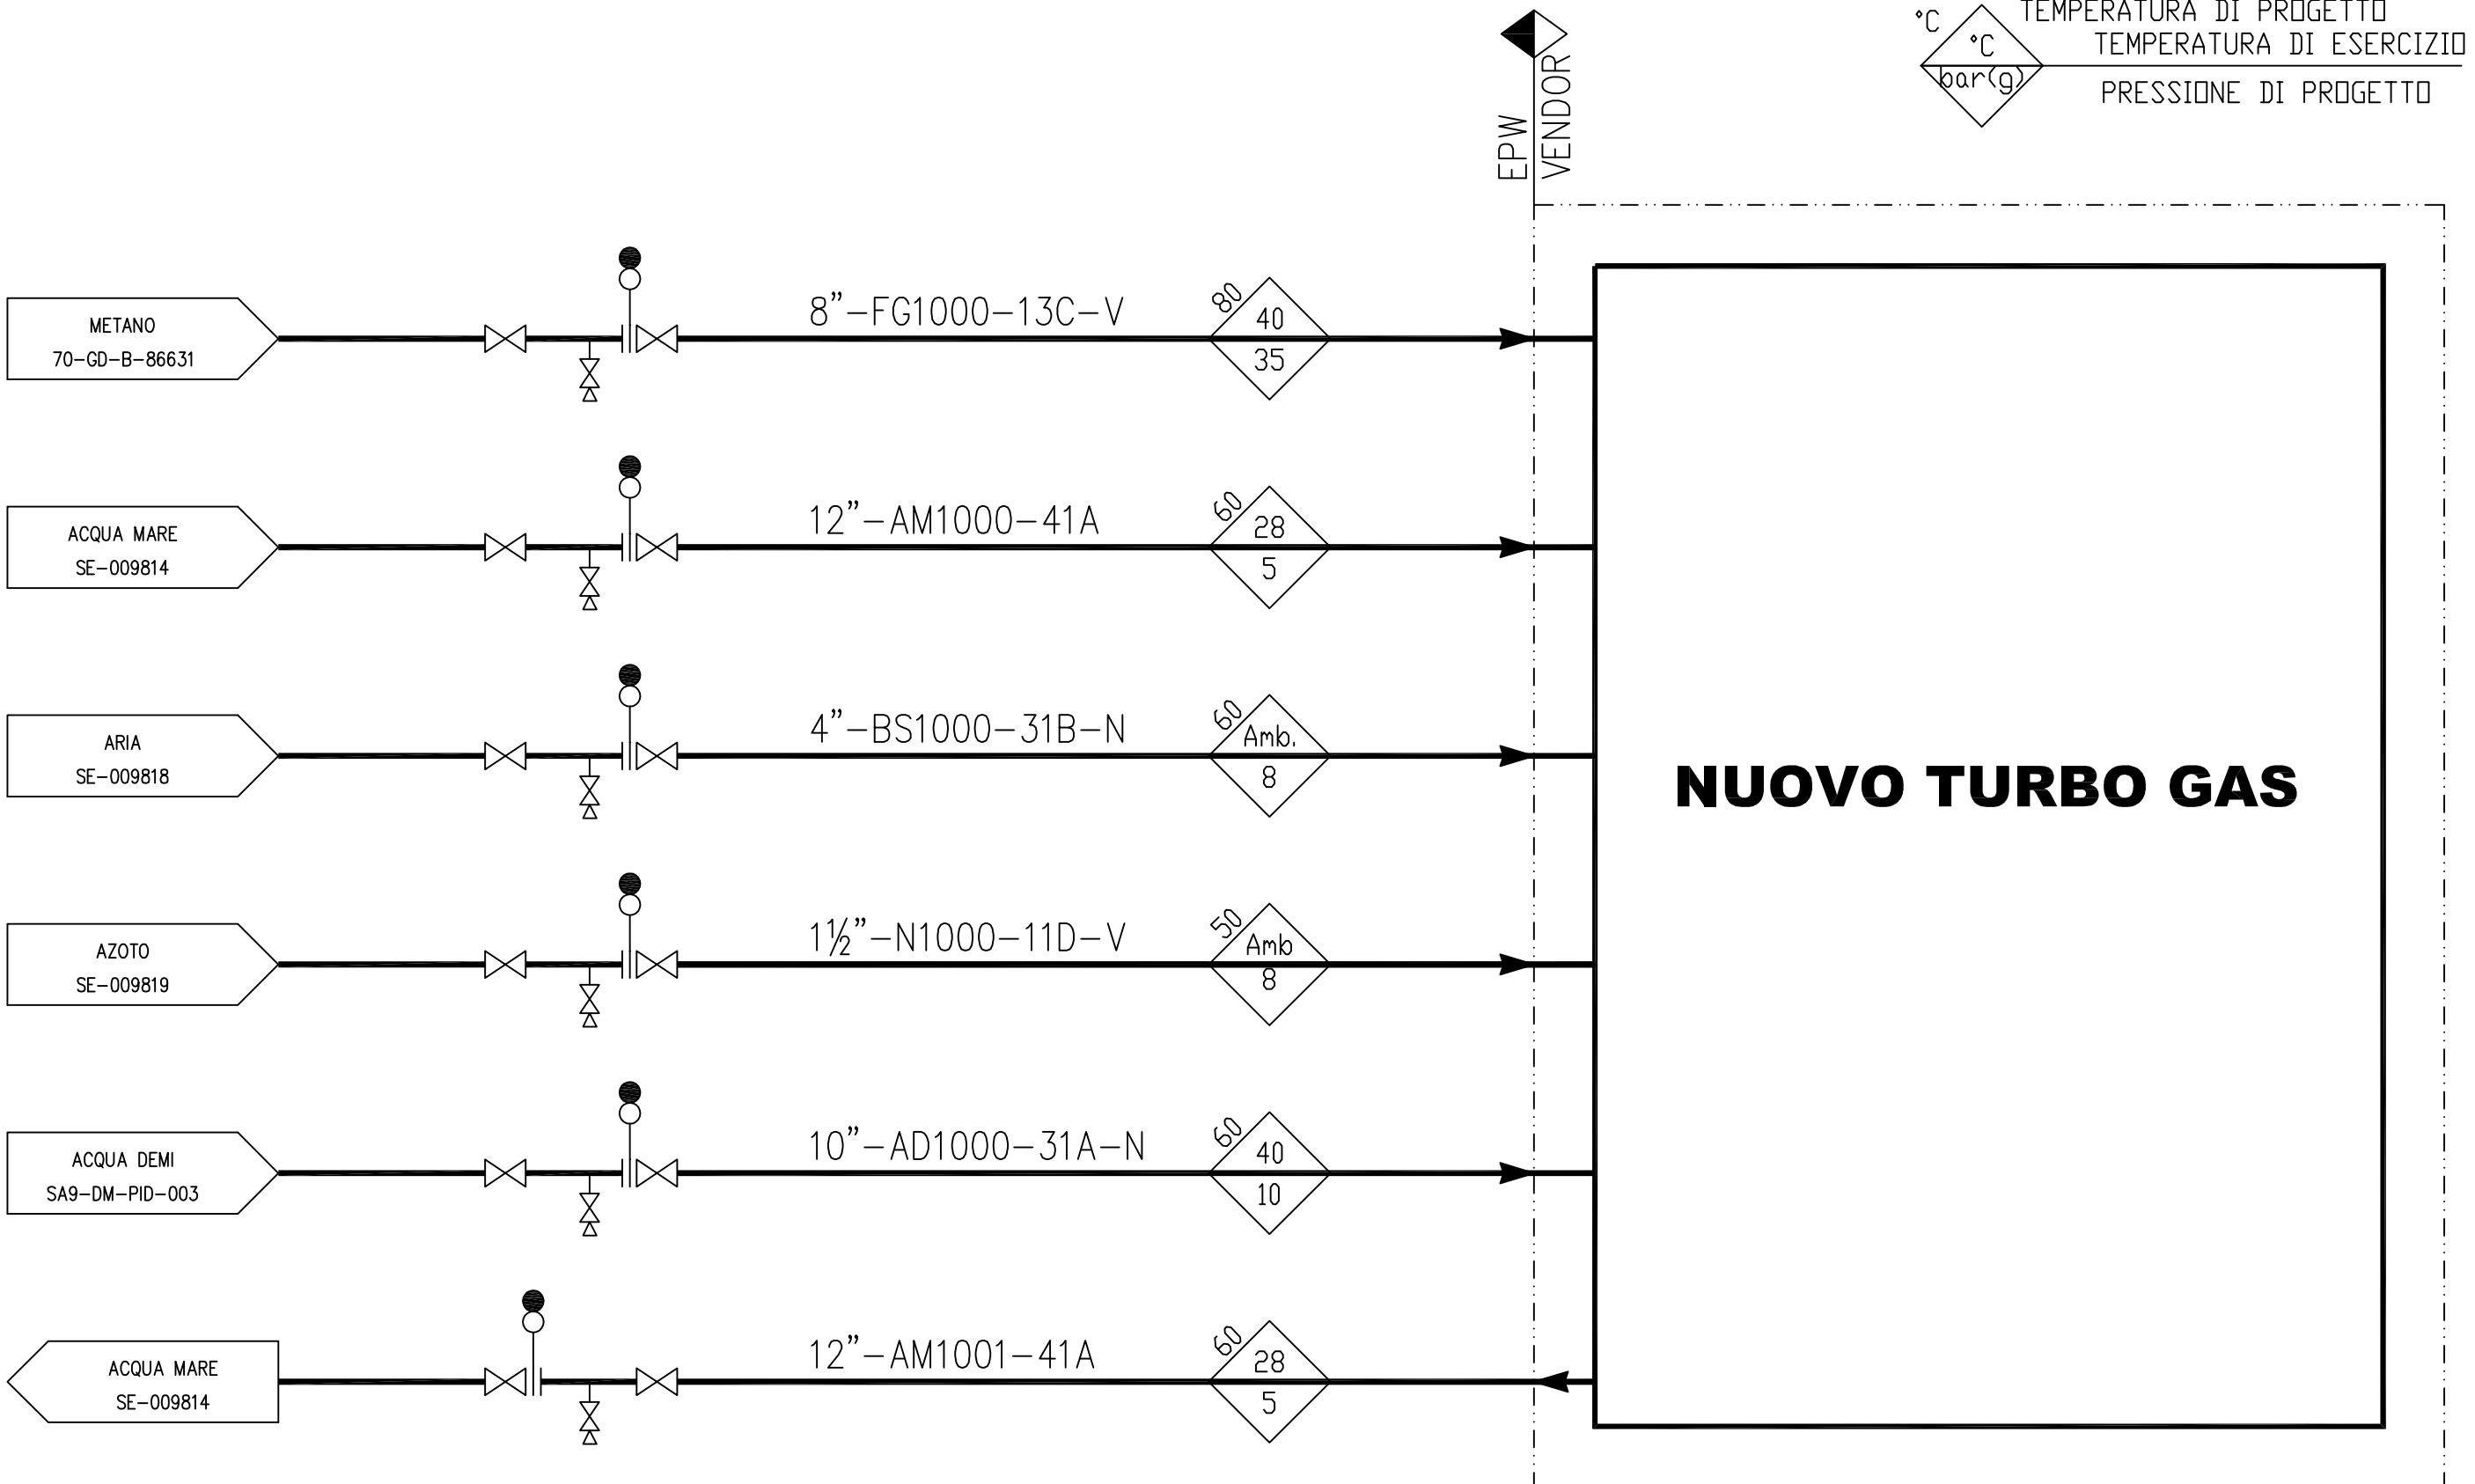 °C
TEMPERATURA DI PROGETTO
°C
TEMPERATURA DI ESERCIZIO
bar(g)
PRESSIONE DI PROGETTO
EPW
VENDOR
METANO
70-GD-B-86631
8"-FG1000-13C-V
80
40
35
ACQUA MARE
SE-009814
12"-AM1000-41A
60
28
5
ARIA
SE-009818
4"-BS1000-31B-N
60
Amb.
8
NUOVO TURBO GAS
AZOTO
SE-009819
1½"-N1000-11D-V
50
Amb
8
ACQUA DEMI
SA9-DM-PID-003
10"-AD1000-31A-N
60
40
10
ACQUA MARE
SE-009814
12"-AM1001-41A
60
28
5